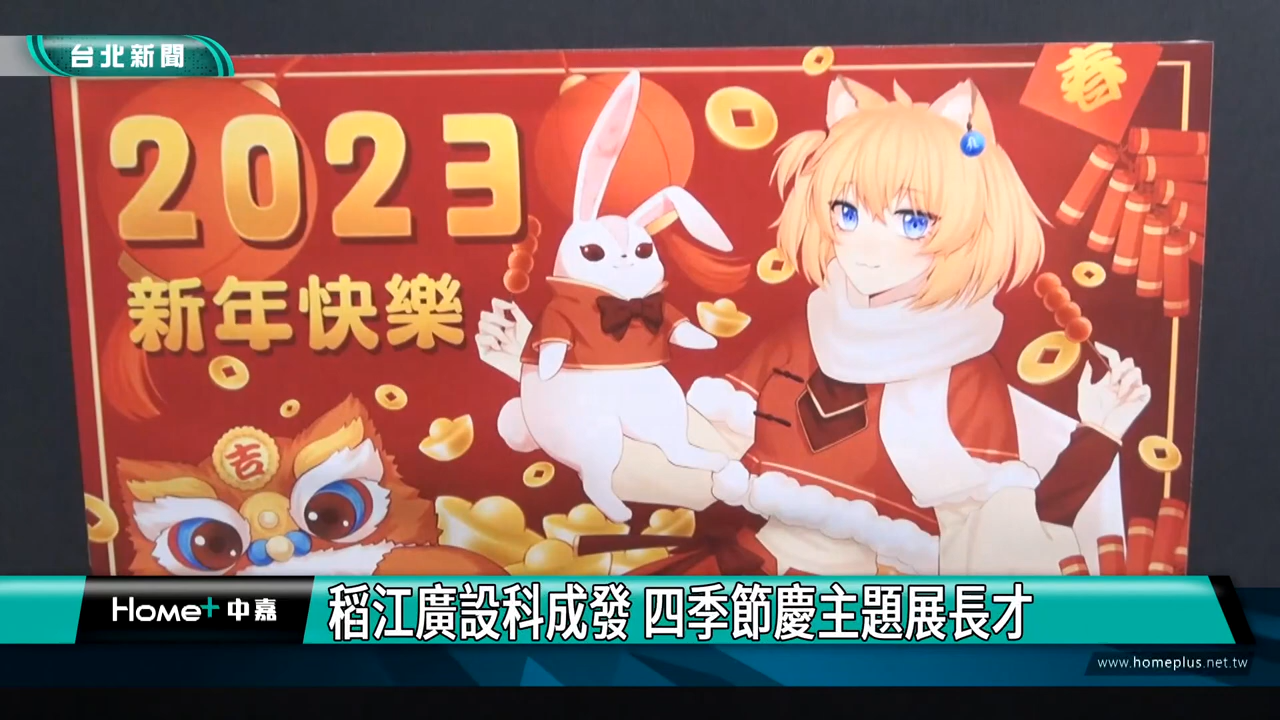 台北新聞
春
2023
新年快樂
吉
Home+中嘉
稻江廣設科成發 四季節慶主題展長才
www.homeplus.net.tw